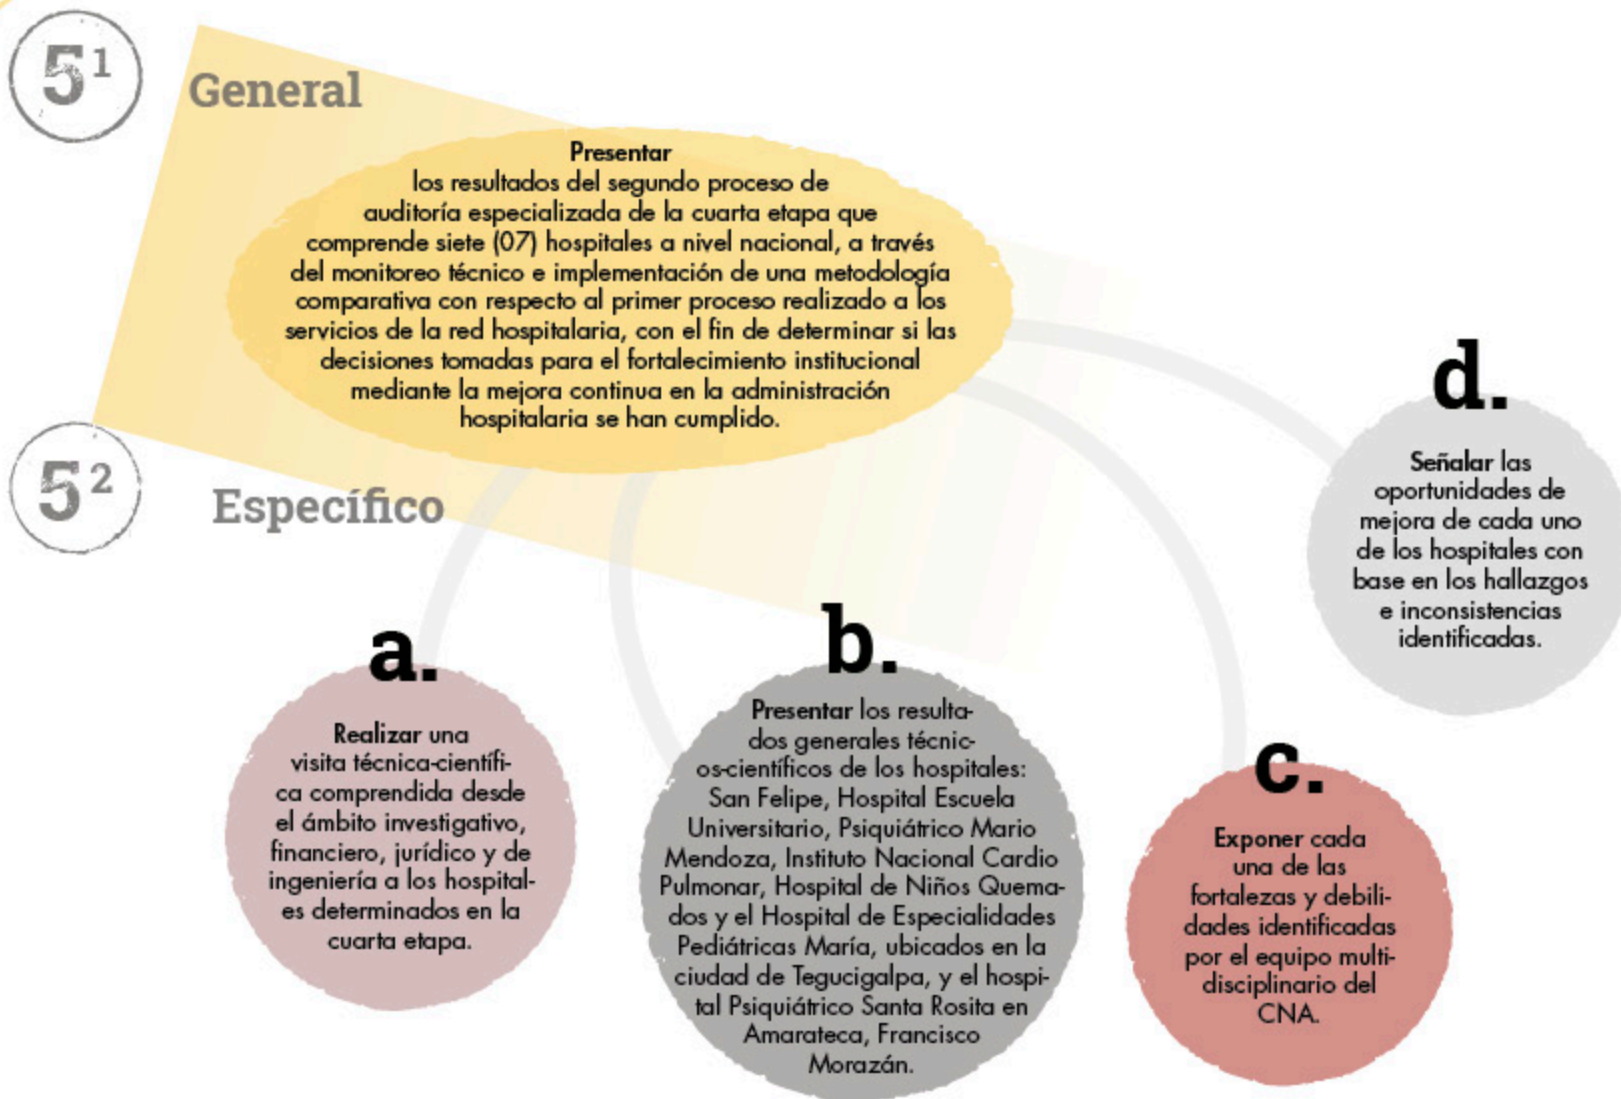 5¹
General
Presentar
los resultados del segundo proceso de
auditoría especializada de la cuarta etapa que
comprende siete (07) hospitales a nivel nacional, a través
del monitoreo técnico e implementación de una metodología
comparativa con respecto al primer proceso realizado a los
servicios de la red hospitalaria, con el fin de determinar si las
decisiones tomadas para el fortalecimiento institucional
mediante la mejora continua en la administración
hospitalaria se han cumplido.
5²
Específico
a.
Realizar una
visita técnica-científi-
ca comprendida desde
el ámbito investigativo,
financiero, jurídico y de
ingeniería a los hospital-
es determinados en la
cuarta etapa.
b.
Presentar los resulta-
dos generales técnic-
os-científicos de los hospitales:
San Felipe, Hospital Escuela
Universitario, Psiquiátrico Mario
Mendoza, Instituto Nacional Cardio
Pulmonar, Hospital de Niños Quema-
dos y el Hospital de Especialidades
Pediátricas María, ubicados en la
ciudad de Tegucigalpa, y el hospi-
tal Psiquiátrico Santa Rosita en
Amarateca, Francisco
Morazán.
c.
Exponer cada
una de las
fortalezas y debili-
dades identificadas
por el equipo multi-
disciplinario del
CNA.
d.
Señalar las
oportunidades de
mejora de cada uno
de los hospitales con
base en los hallazgos
e inconsistencias
identificadas.